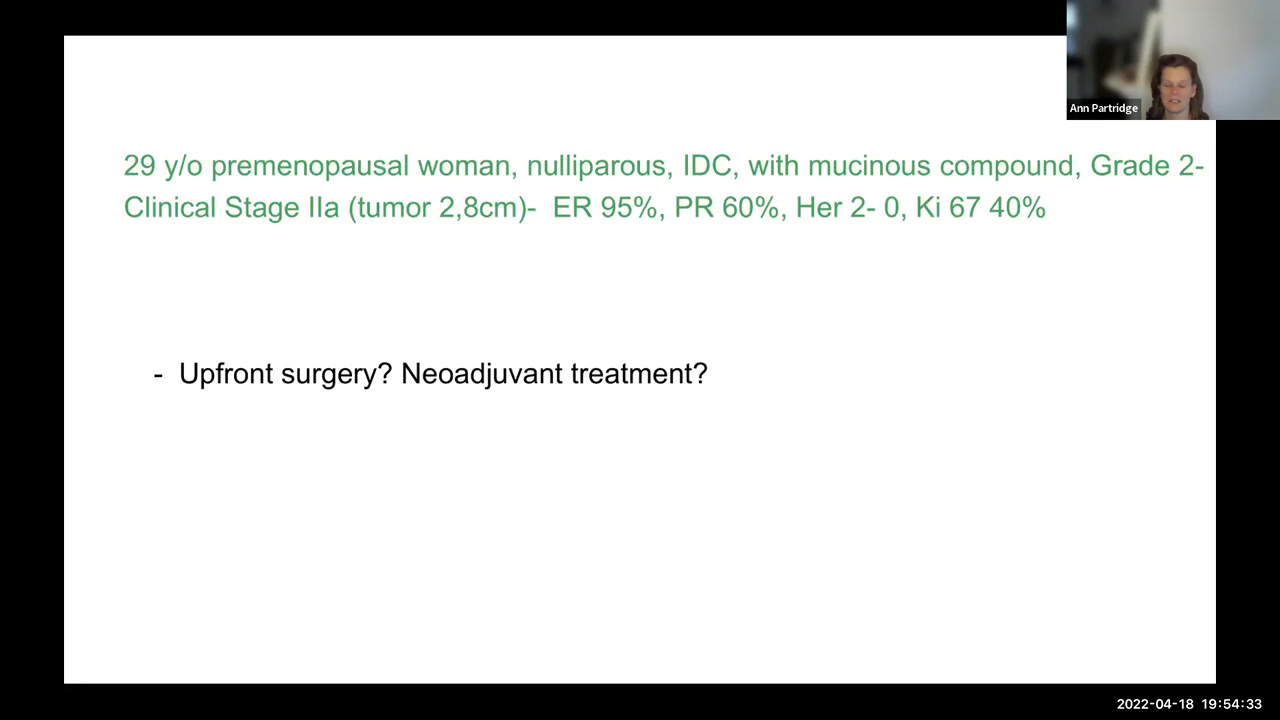 Ann Partridge
29 y/o premenopausal woman, nulliparous, IDC, with mucinous compound, Grade 2-
Clinical Stage IIa (tumor 2,8cm)- ER 95%, PR 60%, Her 2- 0, Ki 67 40%
- Upfront surgery? Neoadjuvant treatment?
2022-04-18 19:54:33